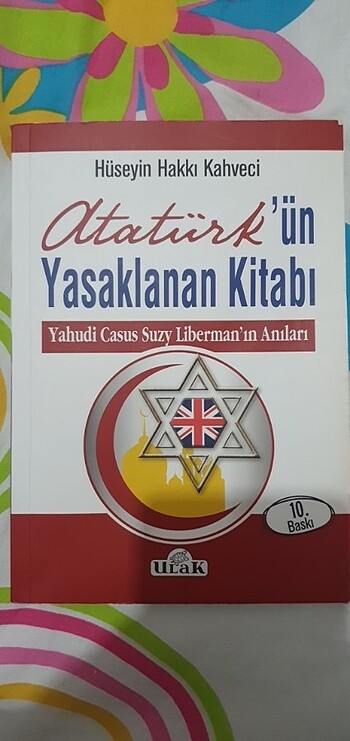 Hüseyin Hakkı Kahveci
Atatürk'ün
Yasaklanan Kitabı
Yahudi Casus Suzy Liberman'ın Anıları
10.
Baskı
ULAK